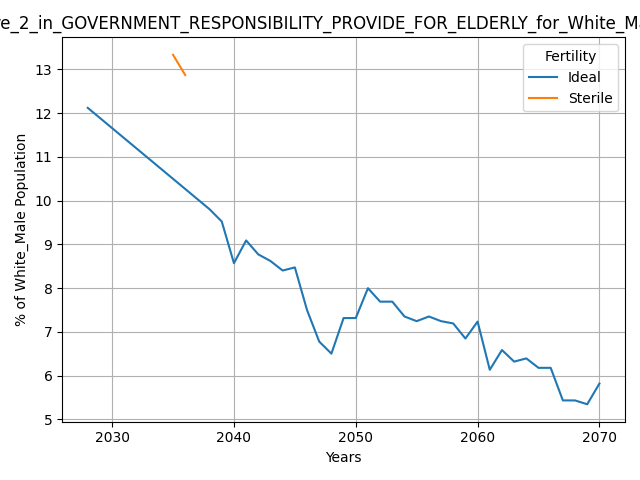 re_2_in_GOVERNMENT_RESPONSIBILITY_PROVIDE_FOR_ELDERLY_for_White_Ma
Fertility
Ideal
Sterile
% of White_Male Population
13
12
11
10
9
8
7
6
5
2030 2040 2050 2060 2070
Years